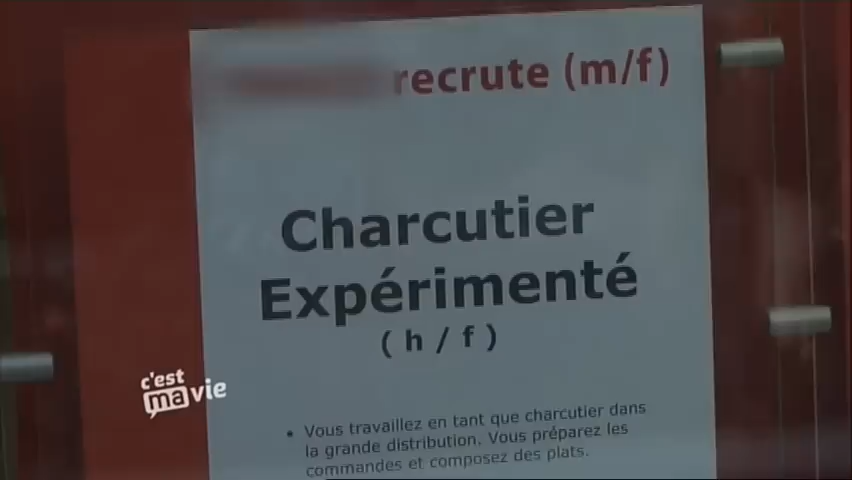 recrute (m/f)
Charcutier
Expérimenté
( h / f )
• Vous travaillez en tant que charcutier dans
la grande distribution. Vous préparez les
commandes et composez des plats.
c'est
ma vie